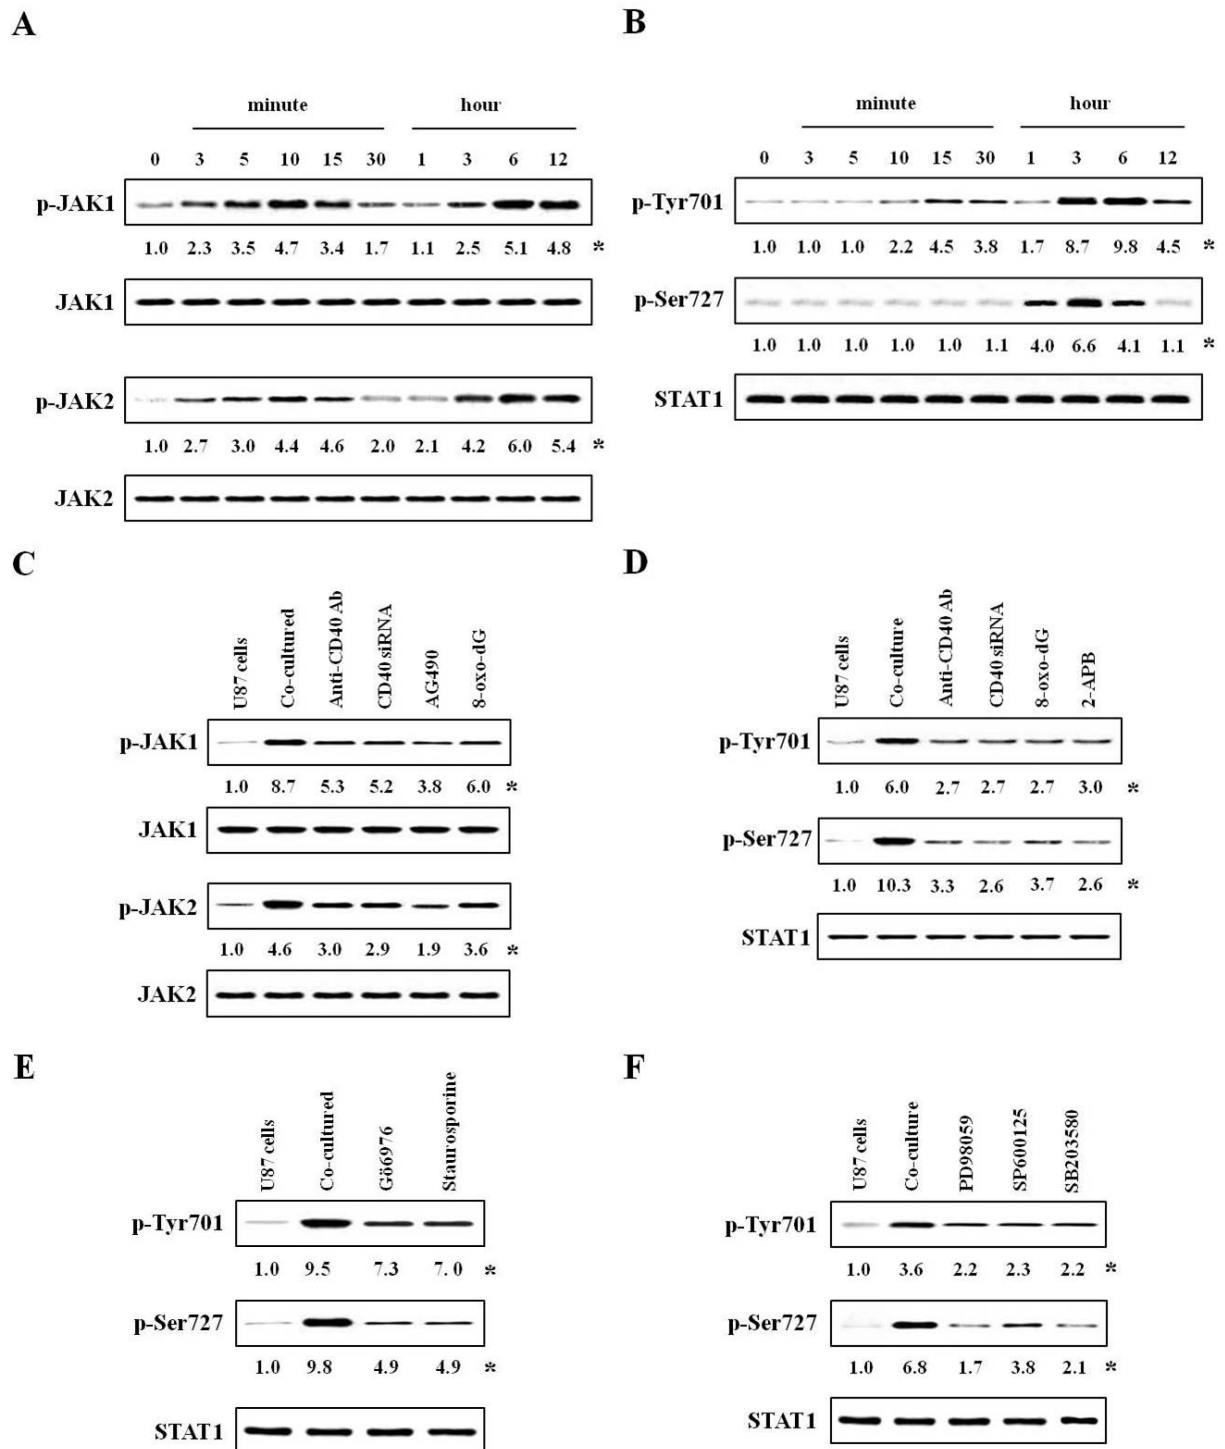 A
minute hour
0 3 5 10 15 30 1 3 6 12
p-JAK1
1.0 2.3 3.5 4.7 3.4 1.7 1.1 2.5 5.1 4.8 *
JAK1
p-JAK2
1.0 2.7 3.0 4.4 4.6 2.0 2.1 4.2 6.0 5.4 *
JAK2
B
minute hour
0 3 5 10 15 30 1 3 6 12
p-Tyr701
1.0 1.0 1.0 2.2 4.5 3.8 1.7 8.7 9.8 4.5 *
p-Ser727
1.0 1.0 1.0 1.0 1.0 1.1 4.0 6.6 4.1 1.1 *
STAT1
C
U87 cells
Co-cultured
Anti-CD40 Ab
CD40 siRNA
AG490
8-oxo-dG
p-JAK1
1.0 8.7 5.3 5.2 3.8 6.0 *
JAK1
p-JAK2
1.0 4.6 3.0 2.9 1.9 3.6 *
JAK2
D
U87 cells
Co-culture
Anti-CD40 Ab
CD40 siRNA
8-oxo-dG
2-APB
p-Tyr701
1.0 6.0 2.7 2.7 2.7 3.0 *
p-Ser727
1.0 10.3 3.3 2.6 3.7 2.6 *
STAT1
E
U87 cells
Co-cultured
Gö6976
Staurosporine
p-Tyr701
1.0 9.5 7.3 7. 0 *
p-Ser727
1.0 9.8 4.9 4.9 *
STAT1
F
U87 cells
Co-culture
PD98059
SP600125
SB203580
p-Tyr701
1.0 3.6 2.2 2.3 2.2 *
p-Ser727
1.0 6.8 1.7 3.8 2.1 *
STAT1